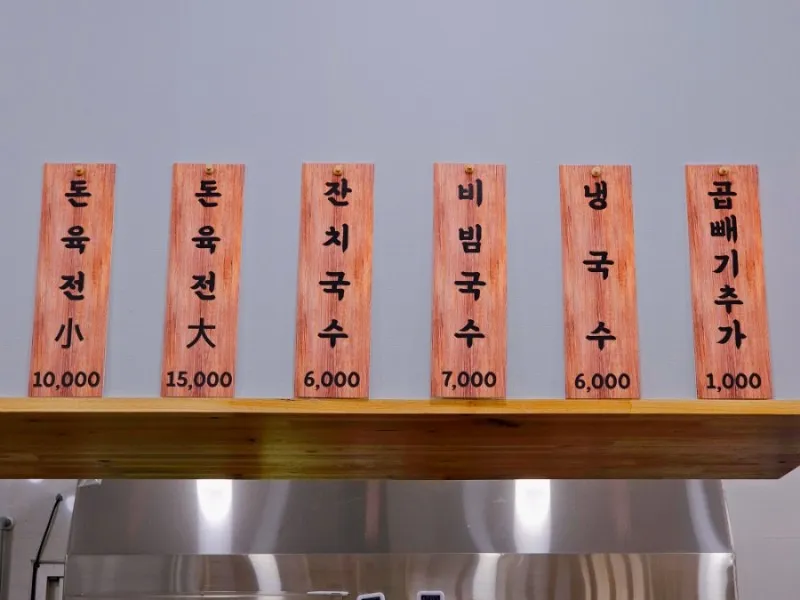 돈육전小
10,000
돈육전大
15,000
잔치국수
6,000
비빔국수
7,000
냉국수
6,000
곱빼기추가
1,000